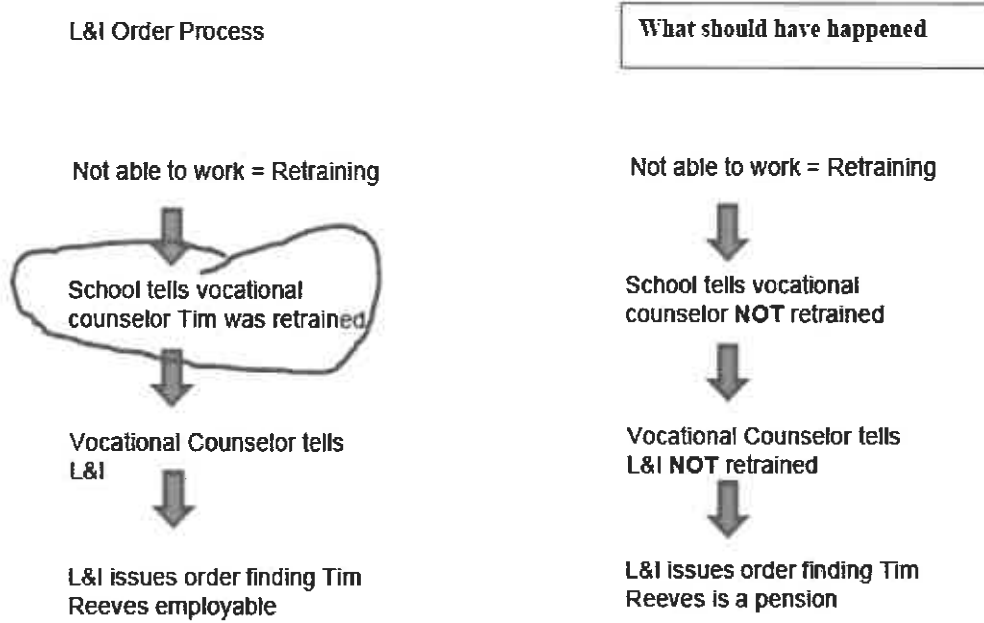 L&I Order Process
Not able to work = Retraining
School tells vocational
counselor Tim was retrained
Vocational Counselor tells
L&I
L&I issues order finding Tim
Reeves employable
What should have happened
Not able to work = Retraining
School tells vocational
counselor NOT retrained
Vocational Counselor tells
L&I NOT retrained
L&I issues order finding Tim
Reeves is a pension